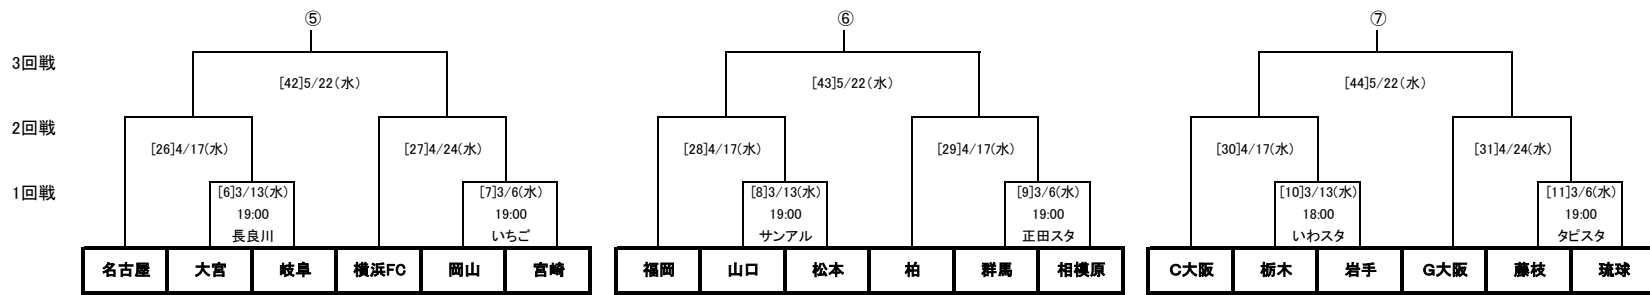 ⑤ ⑥ ⑦
3回戦
[42]5/22(水) [43]5/22(水) [44]5/22(水)
2回戦
[26]4/17(水) [27]4/24(水) [28]4/17(水) [29]4/17(水) [30]4/17(水) [31]4/24(水)
1回戦 [6]3/13(水) [7]3/6(水) [8]3/13(水) [9]3/6(水) [10]3/13(水) [11]3/6(水)
19:00 19:00 19:00 19:00 18:00 19:00
長良川 いちご サンアル 正田スタ いわスタ タピスタ
名古屋 大宮 岐阜 横浜FC 岡山 宮崎 福岡 山口 松本 柏 群馬 相模原 C大阪 栃木 岩手 G大阪 藤枝 琉球